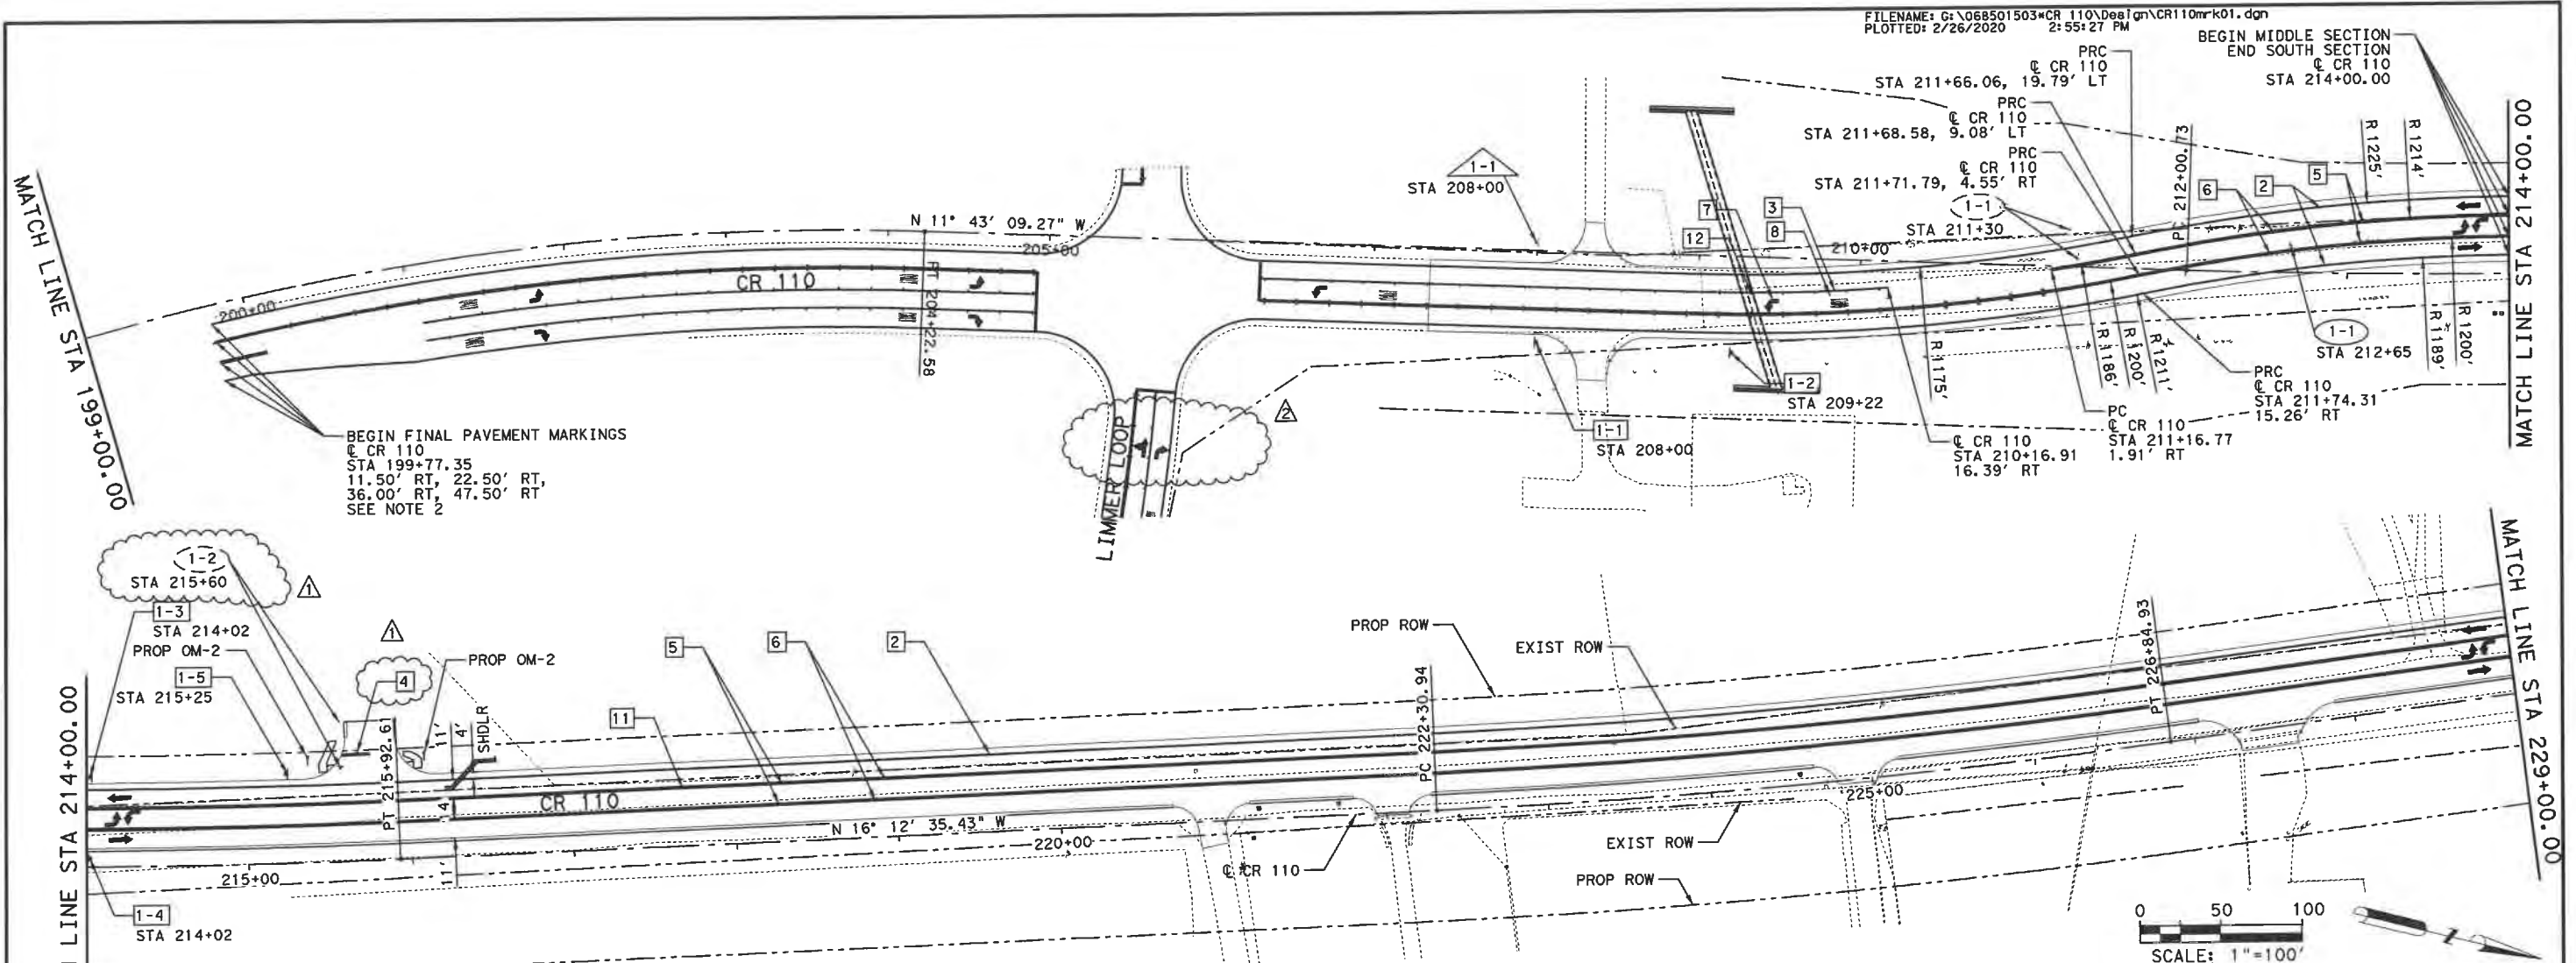 FILENAME: G:\068501503*CR 110\Design\CR110mrk01.dgn
PLOTTED: 2/26/2020 2:55:27 PM
BEGIN MIDDLE SECTION
END SOUTH SECTION
℄ CR 110
STA 214+00.00
PRC
℄ CR 110
STA 211+66.06, 19.79' LT
PRC
℄ CR 110
STA 211+68.58, 9.08' LT
PRC
℄ CR 110
STA 211+71.79, 4.55' RT
1-1
STA 211+30
1-1
STA 208+00
MATCH LINE STA 199+00.00
200+00
N 11° 43' 09.27" W
205+00
CR 110
PT 204+22.58
7
12
3
8
210+00
PC 212+00.73
6
2
5
R 1225'
R 1214'
MATCH LINE STA 214+00.00
1-1
STA 212+65
R 1189'
R 1200'
R 1175'
R 1186'
R 1200'
R 1211'
PRC
℄ CR 110
STA 211+74.31
15.26' RT
PC
℄ CR 110
STA 211+16.77
1.91' RT
℄ CR 110
STA 210+16.91
16.39' RT
1-2
STA 209+22
1-1
STA 208+00
2
LIMMER LOOP
BEGIN FINAL PAVEMENT MARKINGS
℄ CR 110
STA 199+77.35
11.50' RT, 22.50' RT,
36.00' RT, 47.50' RT
SEE NOTE 2
1-2
STA 215+60
1
1-3
STA 214+02
PROP OM-2
1-5
STA 215+25
1
4
PROP OM-2
11'
4'
SHDLR
14'
11'
PT 215+92.61
5
6
2
11
CR 110
N 16° 12' 35.43" W
215+00
220+00
1-4
STA 214+02
LINE STA 214+00.00
PROP ROW
EXIST ROW
PC 222+30.94
PT 226+84.93
℄ CR 110
225+00
EXIST ROW
PROP ROW
MATCH LINE STA 229+00.00
0 50 100
SCALE: 1"=100'